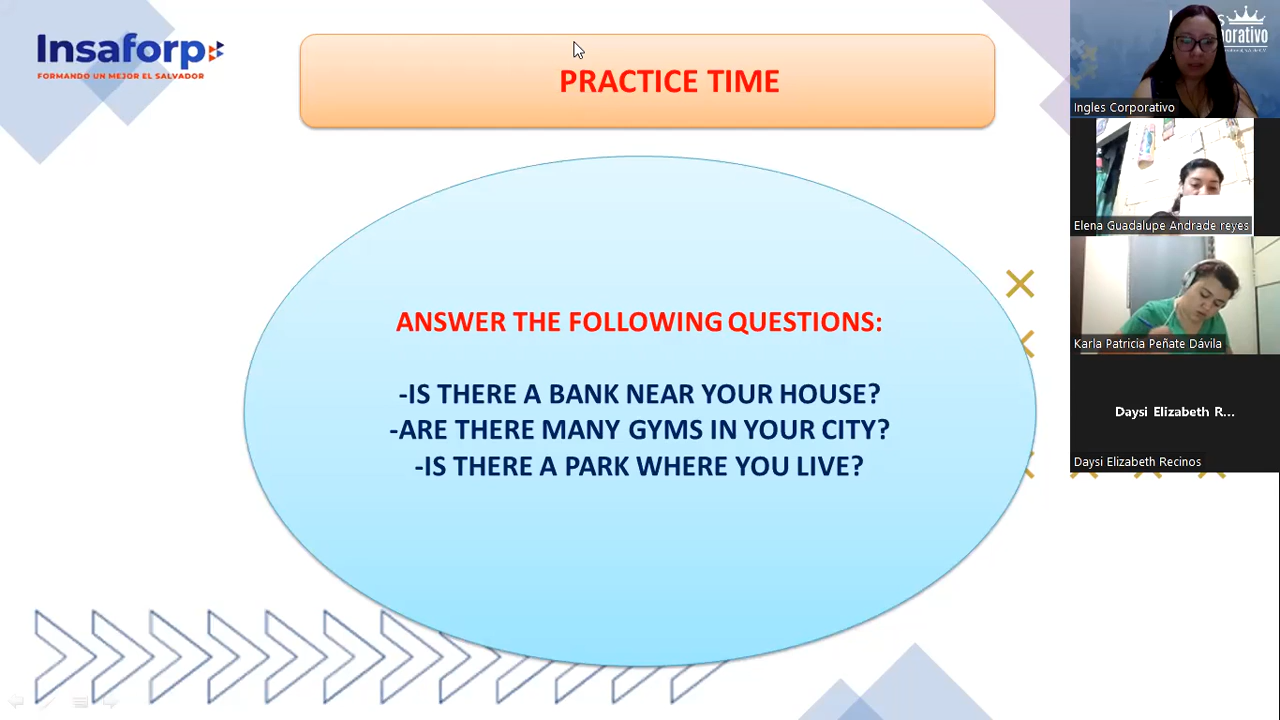 Insaforp
FORMANDO UN MEJOR EL SALVADOR
PRACTICE TIME
ANSWER THE FOLLOWING QUESTIONS:
-IS THERE A BANK NEAR YOUR HOUSE?
-ARE THERE MANY GYMS IN YOUR CITY?
-IS THERE A PARK WHERE YOU LIVE?
Ingles Corporativo
Elena Guadalupe Andrade reyes
Karla Patricia Peñate Dávila
Daysi Elizabeth R...
Daysi Elizabeth Recinos